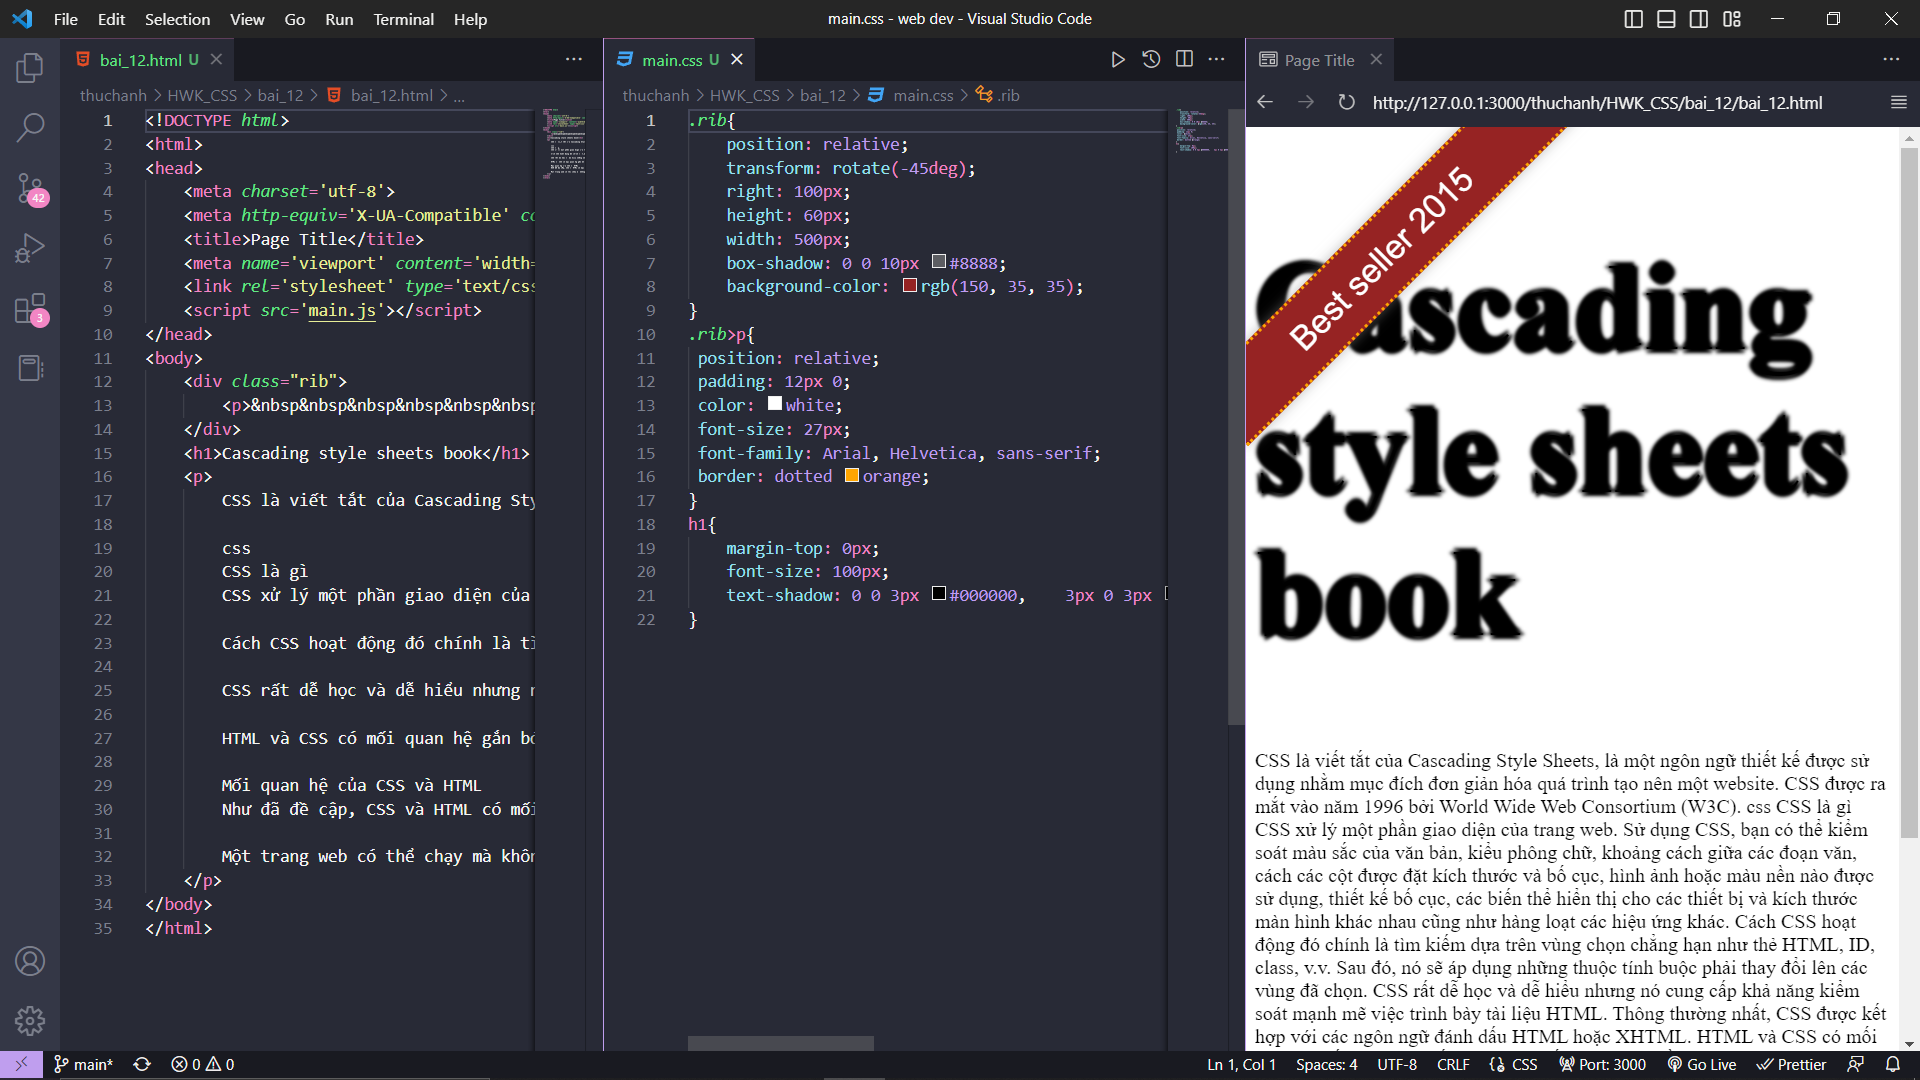 File Edit Selection View Go Run Terminal Help
main.css - web dev - Visual Studio Code
bai_12.html U
thuchanh > HWK_CSS > bai_12 > bai_12.html > ...
1 <!DOCTYPE html>
2 <html>
3 <head>
4 <meta charset='utf-8'>
5 <meta http-equiv='X-UA-Compatible'
6 <title>Page Title</title>
7 <meta name='viewport' content='width=
8 <link rel='stylesheet' type='text/css
9 <script src='main.js'></script>
10 </head>
11 <body>
12 <div class="rib">
13 <p>&nbsp&nbsp&nbsp&nbsp&nbsp&nbsp
14 </div>
15 <h1>Cascading style sheets book</h1>
16 <p>
17 CSS là viết tắt của Cascading Sty
18
19 css
20 CSS là gì
21 CSS xử lý một phần giao diện của
22
23 Cách CSS hoạt động đó chính là
24
25 CSS rất dễ học và dễ hiểu nhưng
26
27 HTML và CSS có mối quan hệ gắn
28
29 Mối quan hệ của CSS và HTML
30 Như đã đề cập, CSS và HTML có mối
31
32 Một trang web có thể chạy mà
33 </p>
34 </body>
35 </html>
main.css U
thuchanh > HWK_CSS > bai_12 > main.css > .rib
1 .rib{
2 position: relative;
3 transform: rotate(-45deg);
4 right: 100px;
5 height: 60px;
6 width: 500px;
7 box-shadow: 0 0 10px #8888;
8 background-color: rgb(150, 35, 35);
9 }
10 .rib>p{
11 position: relative;
12 padding: 12px 0;
13 color: white;
14 font-size: 27px;
15 font-family: Arial, Helvetica, sans-serif;
16 border: dotted orange;
17 }
18 h1{
19 margin-top: 0px;
20 font-size: 100px;
21 text-shadow: 0 0 3px #000000, 3px 0 3px
22 }
Page Title
http://127.0.0.1:3000/thuchanh/HWK_CSS/bai_12/bai_12.html
Best seller 2015
Cascading
style sheets
book
CSS là viết tắt của Cascading Style Sheets, là một ngôn ngữ thiết kế được sử
dụng nhằm mục đích đơn giản hóa quá trình tạo nên một website. CSS được ra
mắt vào năm 1996 bởi World Wide Web Consortium (W3C). css CSS là gì
CSS xử lý một phần giao diện của trang web. Sử dụng CSS, bạn có thể kiểm
soát màu sắc của văn bản, kiểu phông chữ, khoảng cách giữa các đoạn văn,
cách các cột được đặt kích thước và bố cục, hình ảnh hoặc màu nền nào được
sử dụng, thiết kế bố cục, các biến thể hiển thị cho các thiết bị và kích thước
màn hình khác nhau cũng như hàng loạt các hiệu ứng khác. Cách CSS hoạt
động đó chính là tìm kiếm dựa trên vùng chọn chẳng hạn như thẻ HTML, ID,
class, v.v. Sau đó, nó sẽ áp dụng những thuộc tính buộc phải thay đổi lên các
vùng đã chọn. CSS rất dễ học và dễ hiểu nhưng nó cung cấp khả năng kiểm
soát mạnh mẽ việc trình bày tài liệu HTML. Thông thường nhất, CSS được kết
hợp với các ngôn ngữ đánh dấu HTML hoặc XHTML. HTML và CSS có mối
42
3
main* 0 0
Ln 1, Col 1 Spaces: 4 UTF-8 CRLF CSS Port: 3000 Go Live Prettier